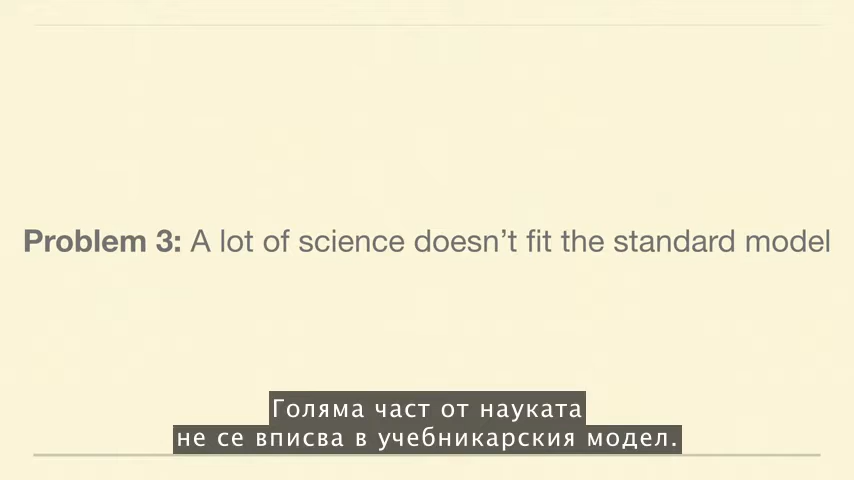 Problem 3: A lot of science doesn’t fit the standard model
Голяма част от науката
не се вписва в учебникарския модел.